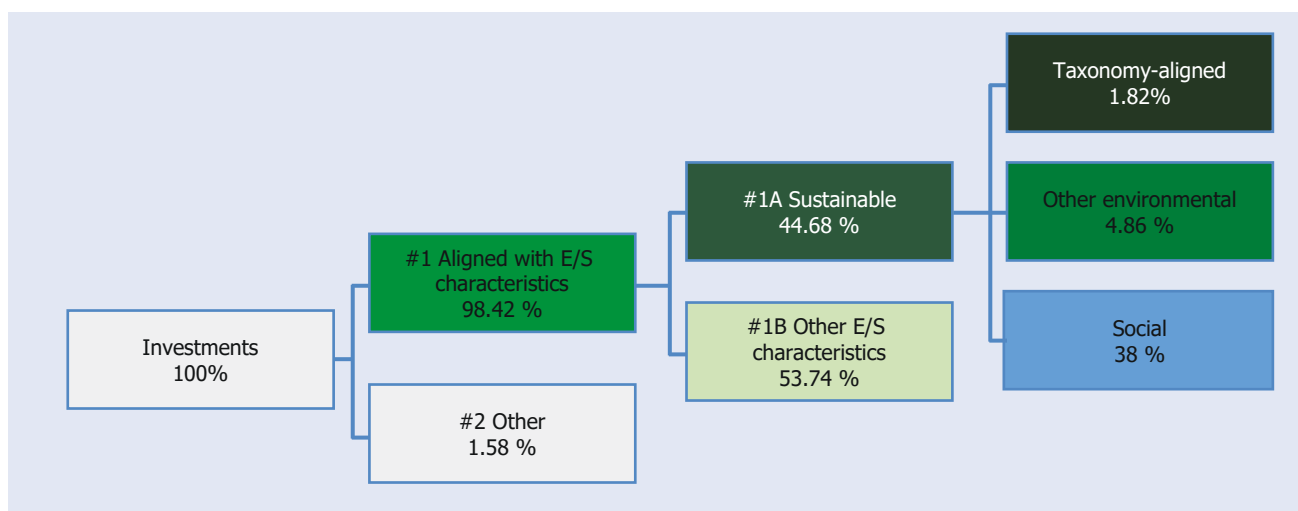 Investments
100%
#1 Aligned with E/S
characteristics
98.42 %
#2 Other
1.58 %
#1A Sustainable
44.68 %
#1B Other E/S
characteristics
53.74 %
Taxonomy-aligned
1.82%
Other environmental
4.86 %
Social
38 %